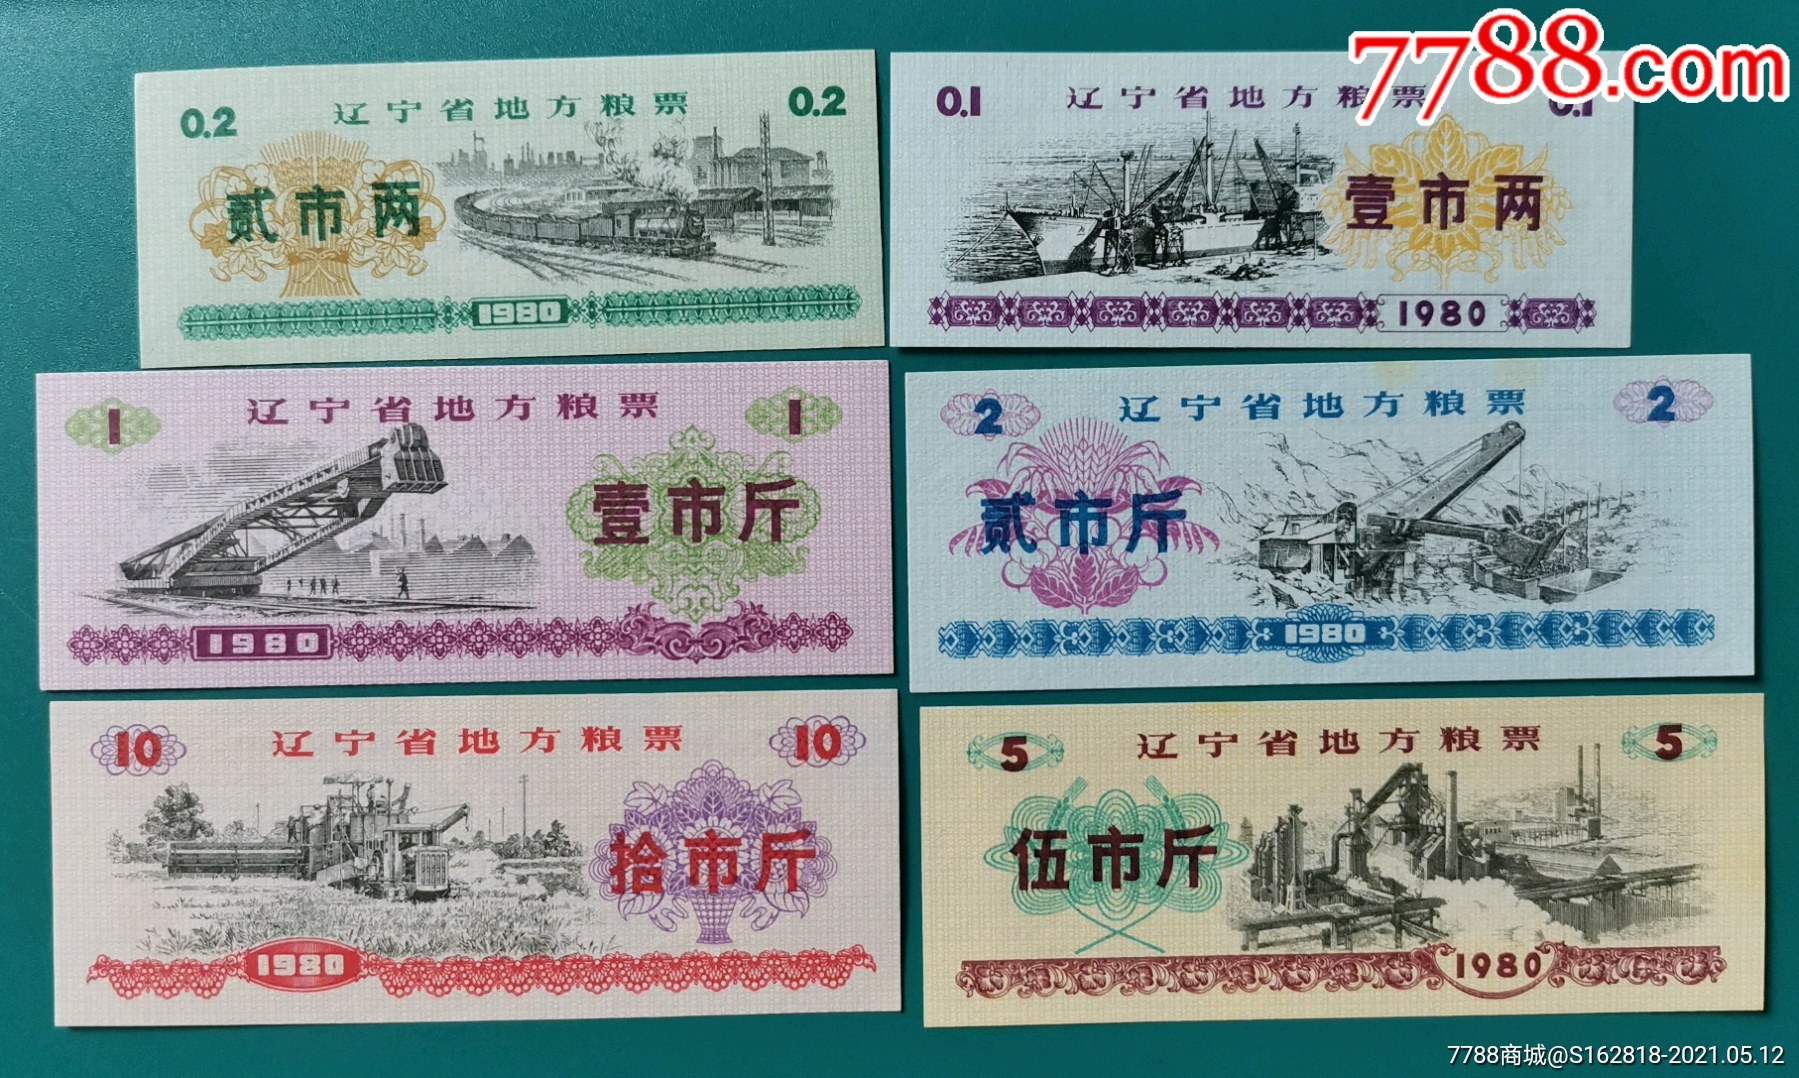 7788.com
0.2 辽宁省地方粮票 0.2
贰市两
1980
0.1 辽宁省地方粮票 0.1
壹市两
1980
1 辽宁省地方粮票 1
壹市斤
1980
2 辽宁省地方粮票 2
贰市斤
1980
10 辽宁省地方粮票 10
拾市斤
1980
5 辽宁省地方粮票 5
伍市斤
1980
7788商城@S162818-2021.05.12